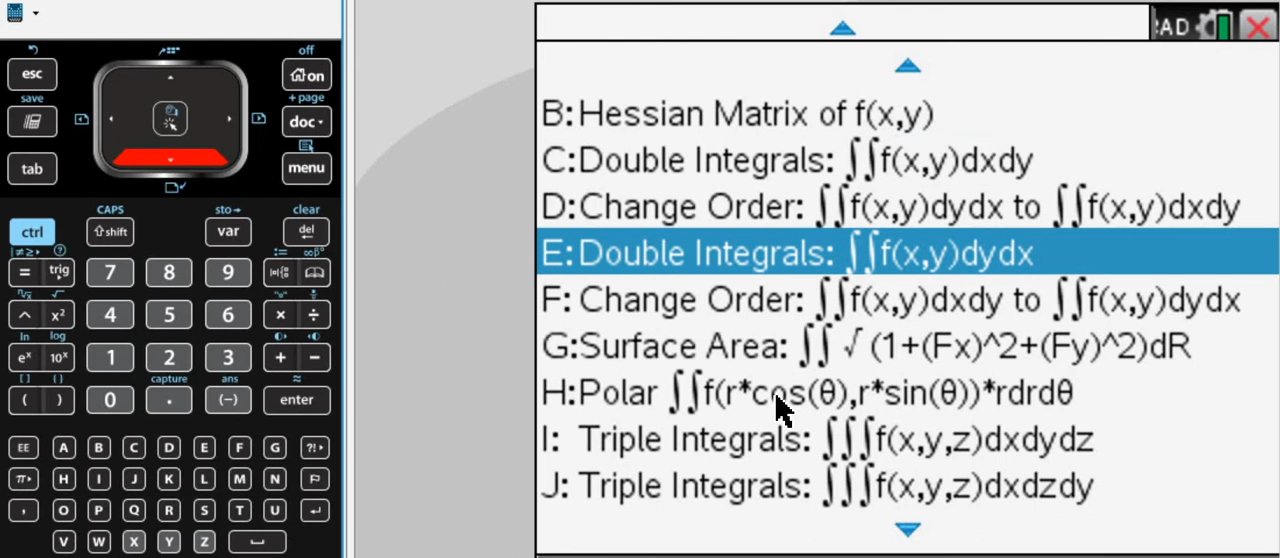 off
esc
on
save
+ page
doc
tab
menu
CAPS
sto→
clear
ctrl
⇧shift
var
del
|≠≥▸
:=
∞β°
= trig 7 8 9
ⁿ√x √
"□"
^ x² 4 5 6 × ÷
ln log
eˣ 10ˣ 1 2 3 + −
[ ] { } capture ans ≈
( ) 0 . (−) enter
EE A B C D E F G ?!▸
π▸ H I J K L M N
, O P Q R S T U ↵
V W X Y Z
RAD
B:Hessian Matrix of f(x,y)
C:Double Integrals: ∫∫f(x,y)dxdy
D:Change Order: ∫∫f(x,y)dydx to ∫∫f(x,y)dxdy
E:Double Integrals: ∫∫f(x,y)dydx
F:Change Order: ∫∫f(x,y)dxdy to ∫∫f(x,y)dydx
G:Surface Area: ∫∫ √ (1+(Fx)^2+(Fy)^2)dR
H:Polar ∫∫f(r*cos(θ),r*sin(θ))*rdrdθ
I: Triple Integrals: ∫∫∫f(x,y,z)dxdydz
J: Triple Integrals: ∫∫∫f(x,y,z)dxdzdy